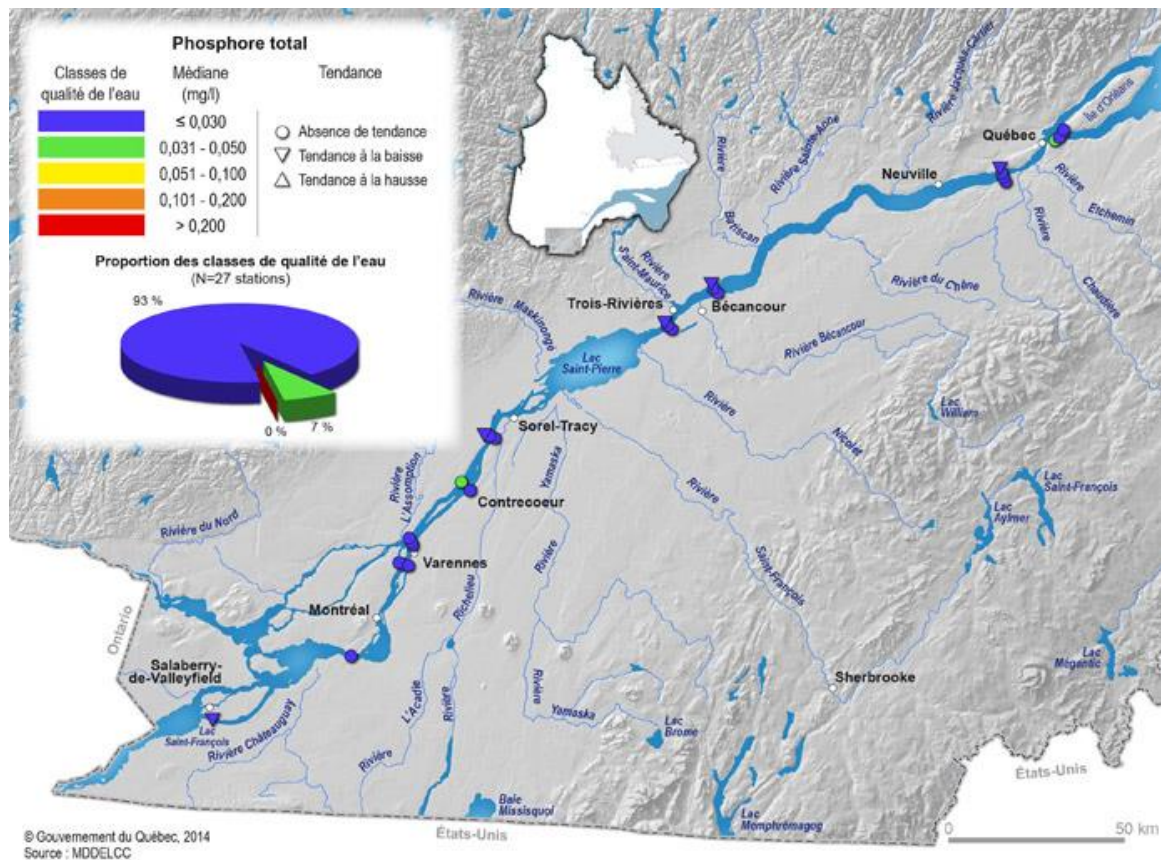 Phosphore total
Classes de
qualité de l'eau
Médiane
(mg/l)
Tendance
≤ 0,030
0,031 - 0,050
0,051 - 0,100
0,101 - 0,200
> 0,200
Absence de tendance
Tendance à la baisse
Tendance à la hausse
Proportion des classes de qualité de l'eau
(N=27 stations)
93 %
0 %
7 %
Rivière Jacques-Cartier
Île d'Orléans
Québec
Rivière Sainte-Anne
Neuville
Rivière
Etchemin
Rivière
Batiscan
Rivière
Chaudière
Rivière
Saint-Maurice
Rivière du Chêne
Trois-Rivières
Bécancour
Rivière
Maskinongé
Rivière Bécancour
Lac
Saint-Pierre
Lac
William
Rivière
Nicolet
Sorel-Tracy
Rivière
L'Assomption
Yamaska
Rivière
Contrecoeur
Rivière
Saint-François
Lac
Saint-François
Lac
Aylmer
Rivière du Nord
Varennes
Richelieu
Rivière
Montréal
Ontario
Salaberry-
de-Valleyfield
Sherbrooke
Lac
Mégantic
Lac
Saint-François
Rivière Châteauguay
L'Acadie
Rivière
Rivière
Yamaska
Lac
Brome
Baie
Missisquoi
Lac
Memphrémagog
États-Unis
États-Unis
0 50 km
© Gouvernement du Québec, 2014
Source : MDDELCC